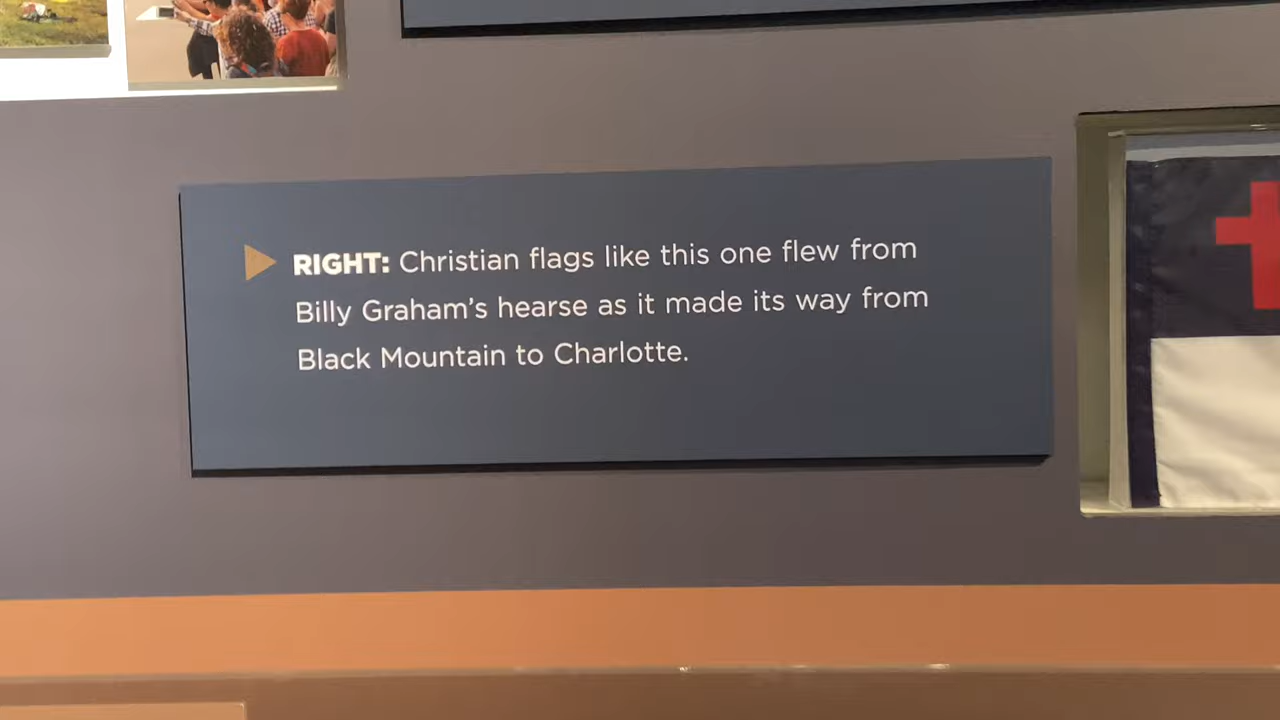 RIGHT: Christian flags like this one flew from
Billy Graham's hearse as it made its way from
Black Mountain to Charlotte.